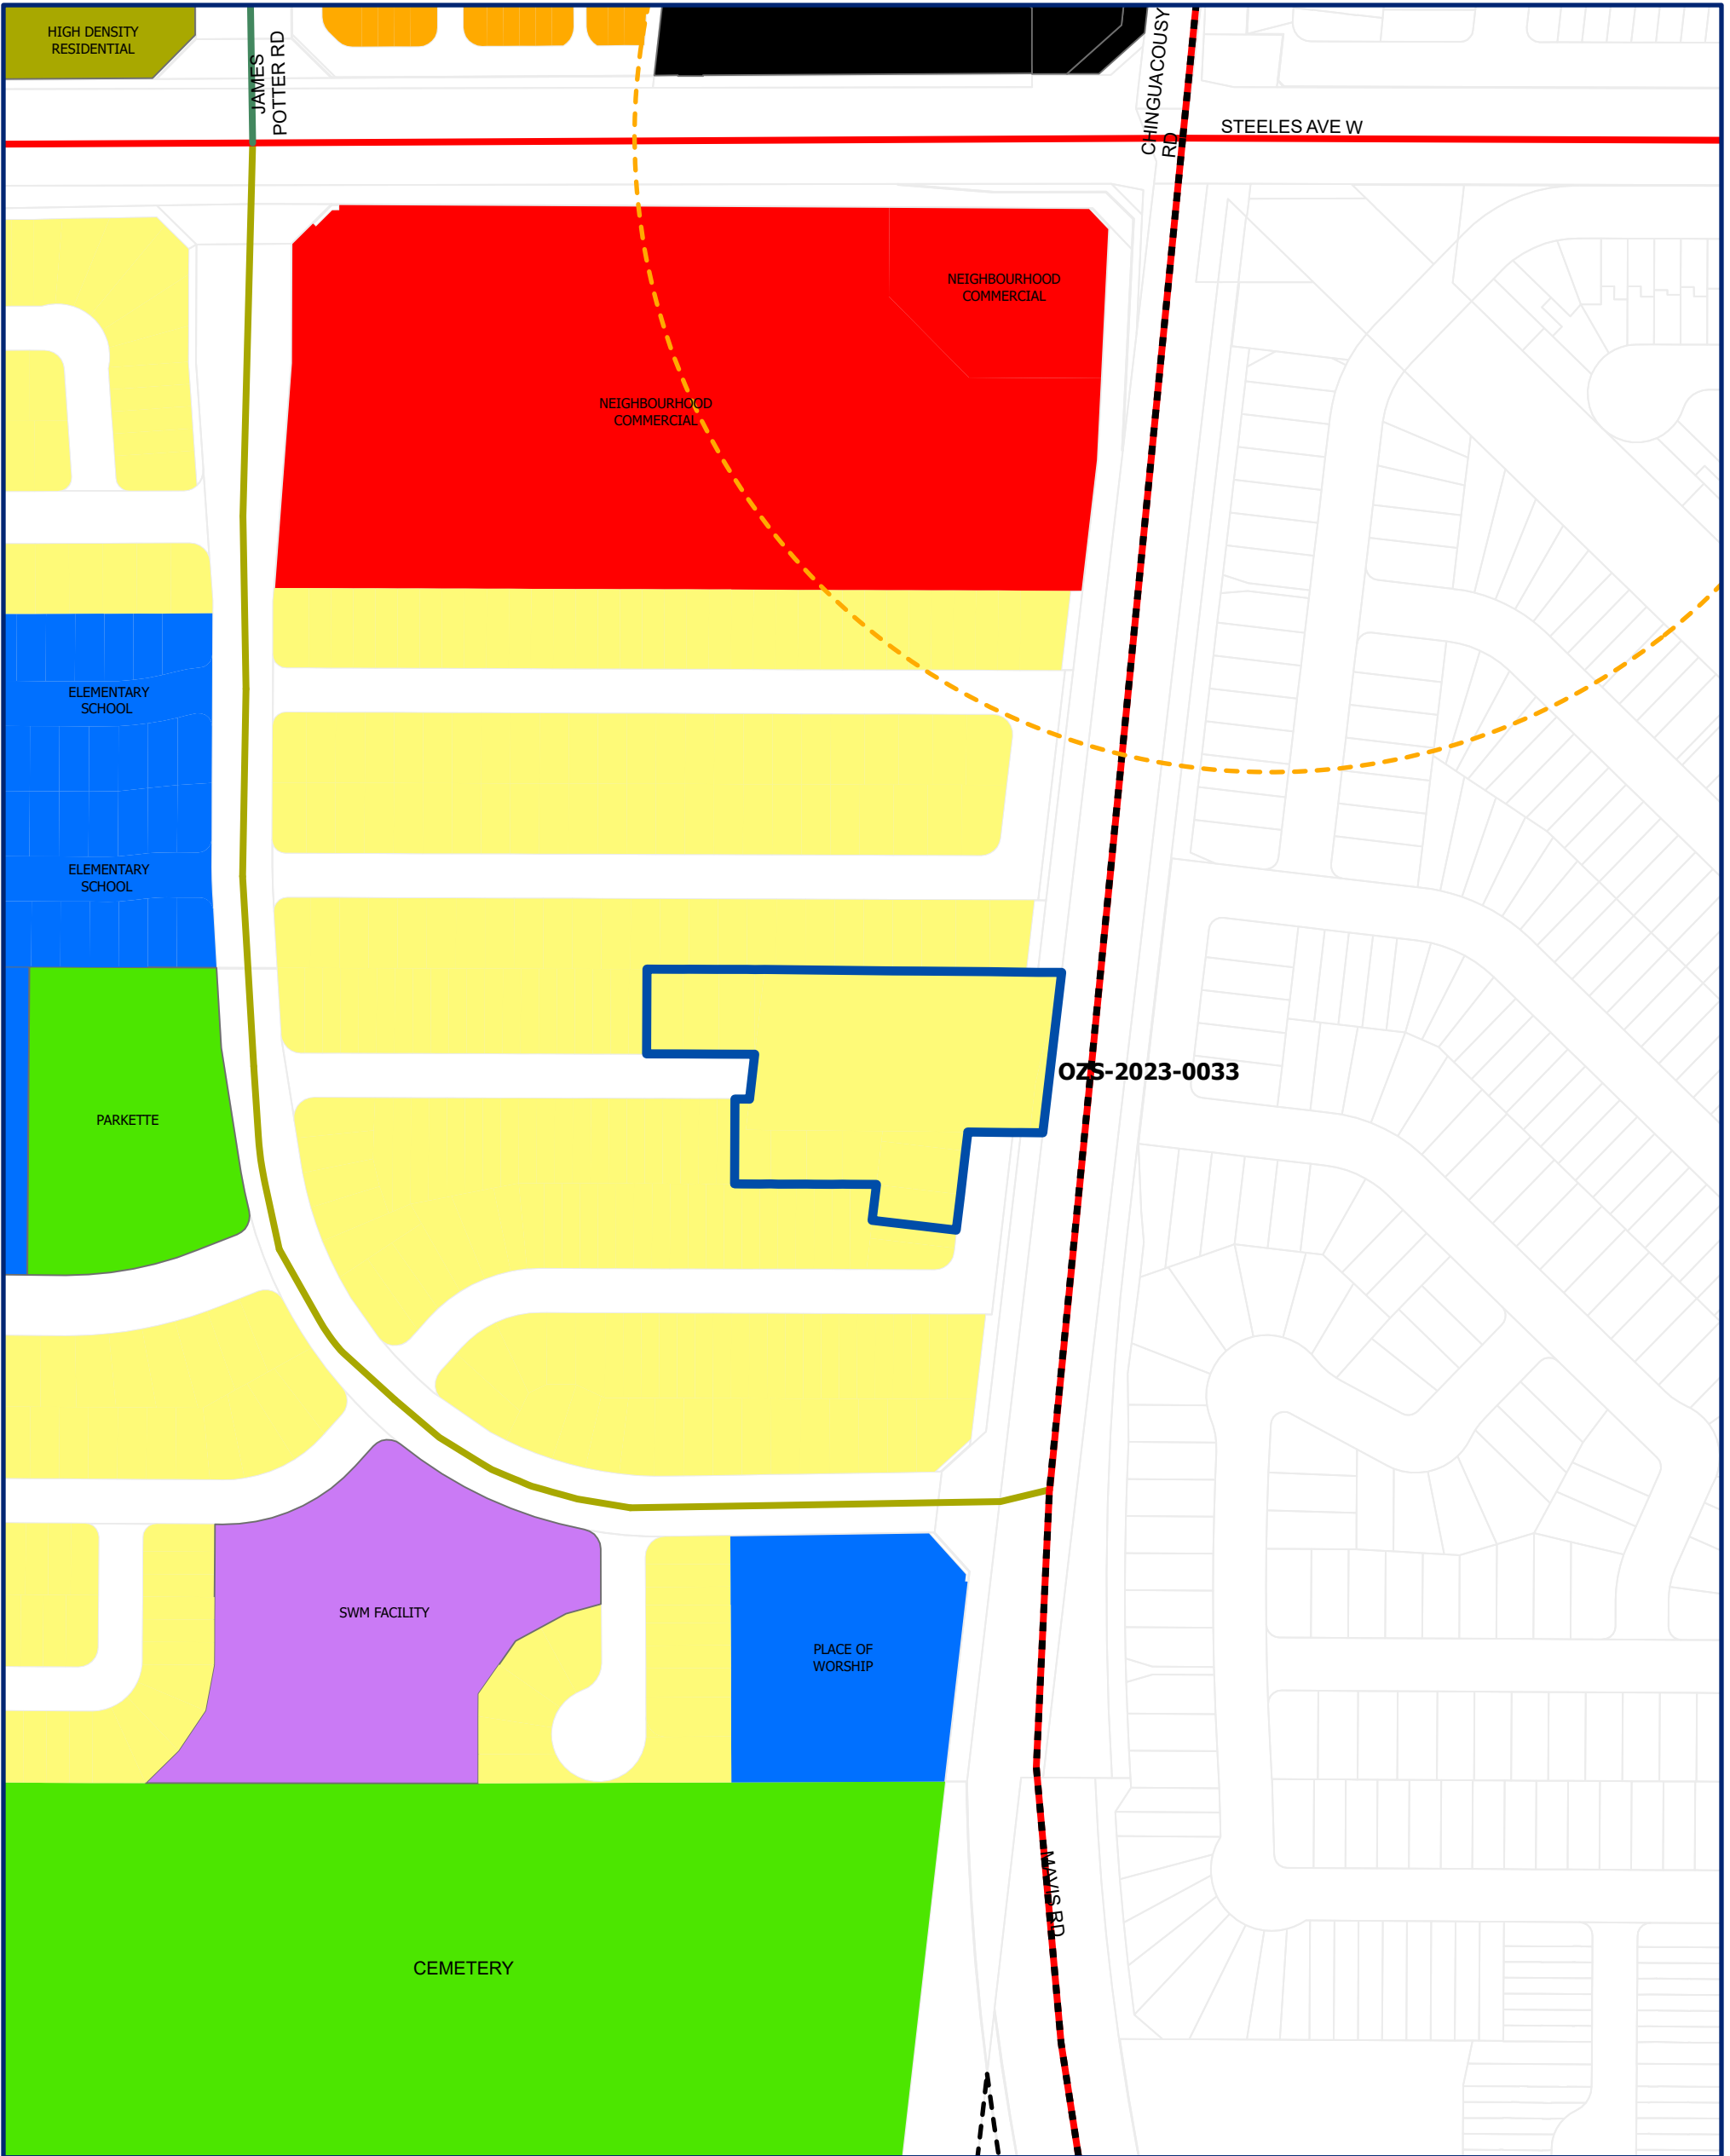 HIGH DENSITY
RESIDENTIAL
JAMES
POTTER RD
CHINGUACOUSY
RD
STEELES AVE W
NEIGHBOURHOOD
COMMERCIAL
NEIGHBOURHOOD
COMMERCIAL
ELEMENTARY
SCHOOL
ELEMENTARY
SCHOOL
OZS-2023-0033
PARKETTE
SWM FACILITY
PLACE OF
WORSHIP
MAVIS RD
CEMETERY